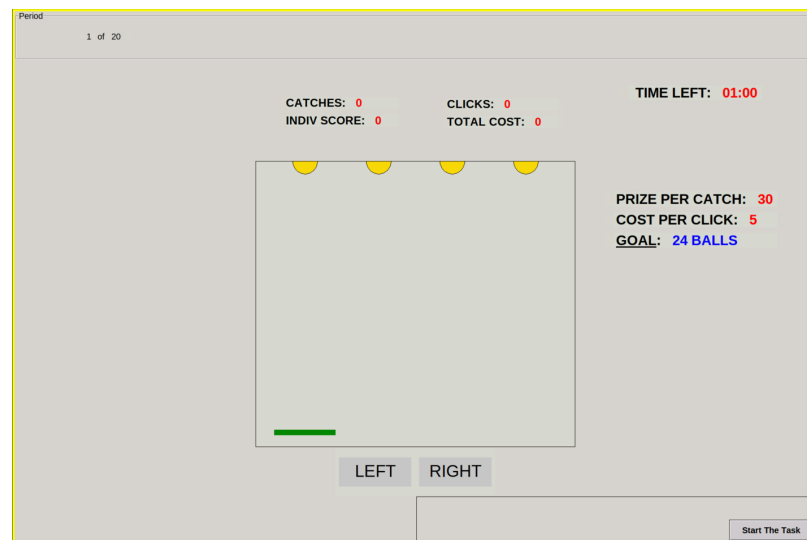 Period
1 of 20
TIME LEFT: 01:00
CATCHES: 0
CLICKS: 0
INDIV SCORE: 0
TOTAL COST: 0
PRIZE PER CATCH: 30
COST PER CLICK: 5
GOAL: 24 BALLS
LEFT
RIGHT
Start The Task